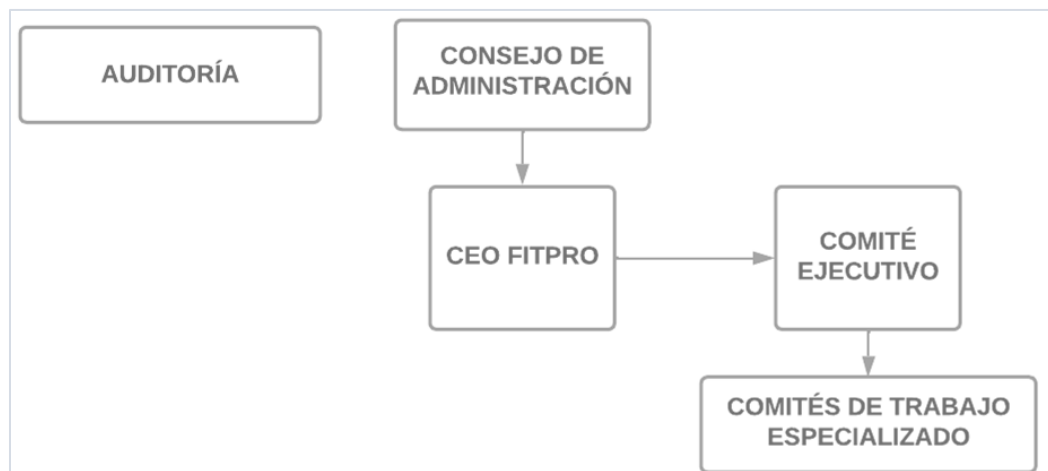 AUDITORÍA
CONSEJO DE
ADMINISTRACIÓN
CEO FITPRO
COMITÉ
EJECUTIVO
COMITÉS DE TRABAJO
ESPECIALIZADO